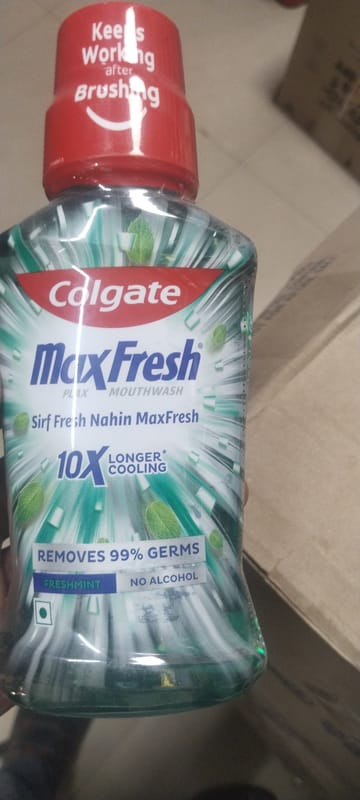 Keeps
Working
after
Brushing
Colgate
MaxFresh®
PLAX MOUTHWASH
Sirf Fresh Nahin MaxFresh
10X LONGER*
COOLING
REMOVES 99% GERMS
FRESHMINT NO ALCOHOL